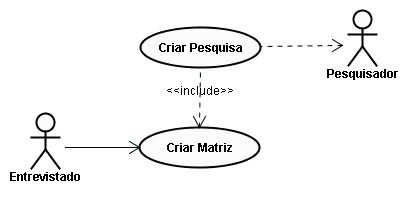 Criar Pesquisa
Pesquisador
<<include>>
Criar Matriz
Entrevistado